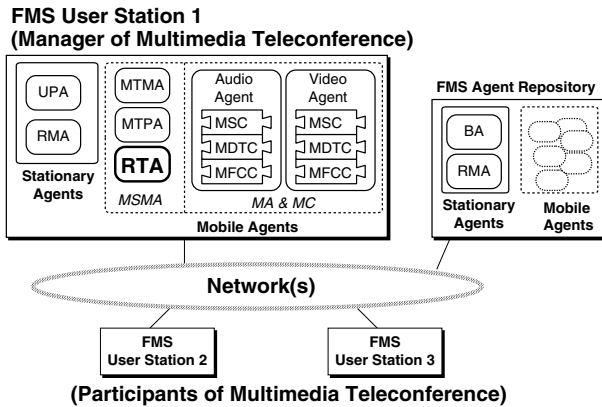 FMS User Station 1
(Manager of Multimedia Teleconference)
UPA
RMA
Stationary
Agents
MTMA
MTPA
RTA
MSMA
Audio
Agent
MSC
MDTC
MFCC
Video
Agent
MSC
MDTC
MFCC
MA & MC
Mobile Agents
FMS Agent Repository
BA
RMA
Stationary
Agents
Mobile
Agents
Network(s)
FMS
User Station 2
FMS
User Station 3
(Participants of Multimedia Teleconference)